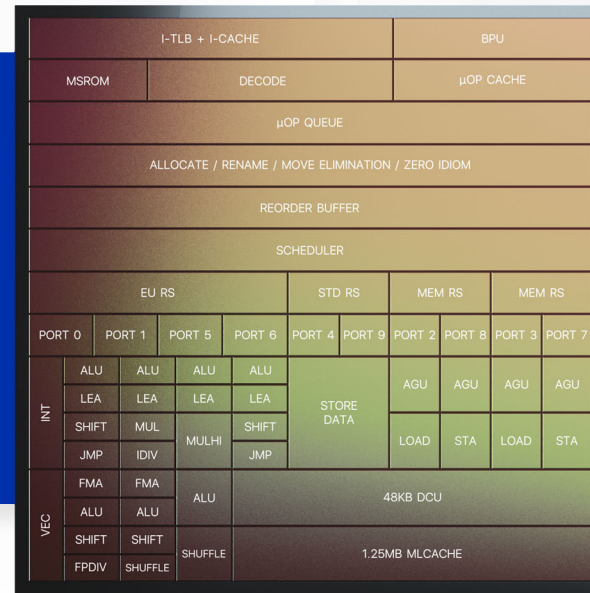 I-TLB + I-CACHE BPU
MSROM DECODE µOP CACHE
µOP QUEUE
ALLOCATE / RENAME / MOVE ELIMINATION / ZERO IDIOM
REORDER BUFFER
SCHEDULER
EU RS STD RS MEM RS MEM RS
PORT 0 PORT 1 PORT 5 PORT 6 PORT 4 PORT 9 PORT 2 PORT 8 PORT 3 PORT 7
INT
ALU ALU ALU ALU
LEA LEA LEA LEA
SHIFT MUL MULHI SHIFT
JMP IDIV JMP
STORE
DATA
AGU AGU AGU AGU
LOAD STA LOAD STA
VEC
FMA FMA ALU
ALU ALU
SHIFT SHIFT SHUFFLE
FPDIV SHUFFLE
48KB DCU
1.25MB MLCACHE